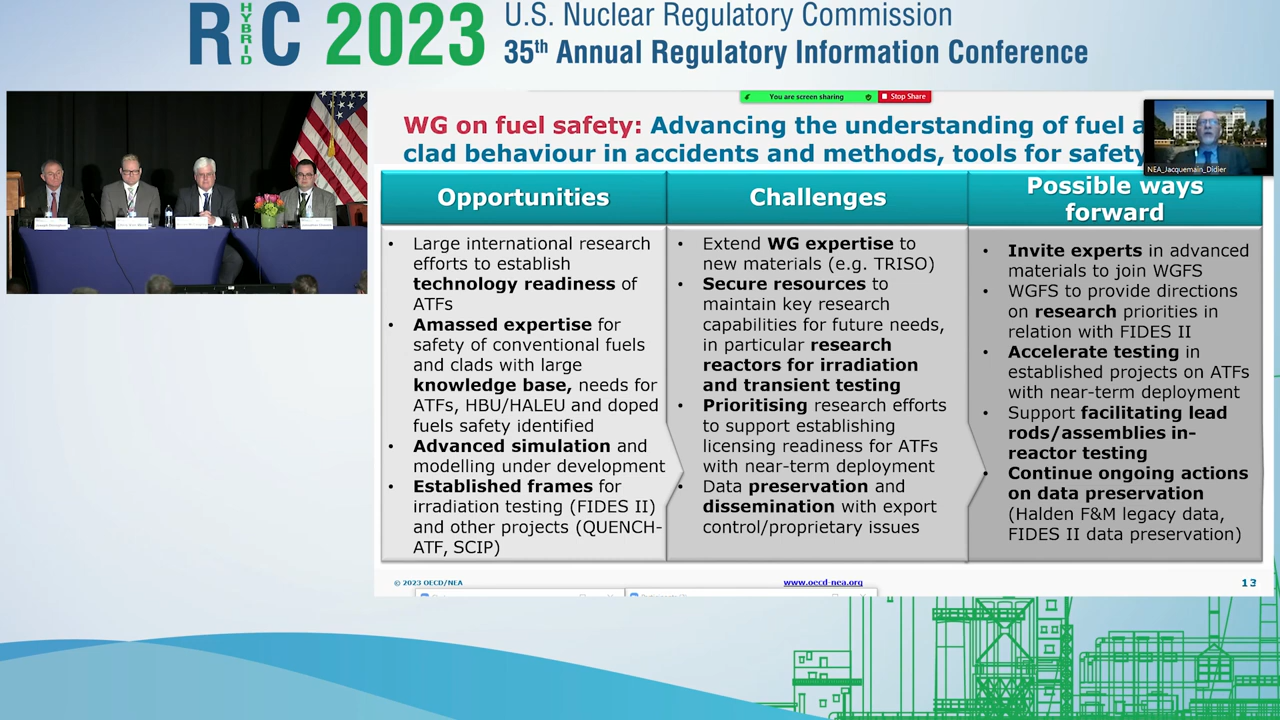 RIC 2023
HYBRID
U.S. Nuclear Regulatory Commission
35th Annual Regulatory Information Conference
You are screen sharing
Stop Share
WG on fuel safety: Advancing the understanding of fuel a
clad behaviour in accidents and methods, tools for safety
NEA_Jacquemain_Didier
Opportunities
• Large international research
efforts to establish
technology readiness of
ATFs
• Amassed expertise for
safety of conventional fuels
and clads with large
knowledge base, needs for
ATFs, HBU/HALEU and doped
fuels safety identified
• Advanced simulation and
modelling under development
• Established frames for
irradiation testing (FIDES II)
and other projects (QUENCH-
ATF, SCIP)
Challenges
• Extend WG expertise to
new materials (e.g. TRISO)
• Secure resources to
maintain key research
capabilities for future needs,
in particular research
reactors for irradiation
and transient testing
• Prioritising research efforts
to support establishing
licensing readiness for ATFs
with near-term deployment
• Data preservation and
dissemination with export
control/proprietary issues
Possible ways
forward
• Invite experts in advanced
materials to join WGFS
• WGFS to provide directions
on research priorities in
relation with FIDES II
• Accelerate testing in
established projects on ATFs
with near-term deployment
• Support facilitating lead
rods/assemblies in-
reactor testing
• Continue ongoing actions
on data preservation
(Halden F&M legacy data,
FIDES II data preservation)
© 2023 OECD/NEA
www.oecd-nea.org
13